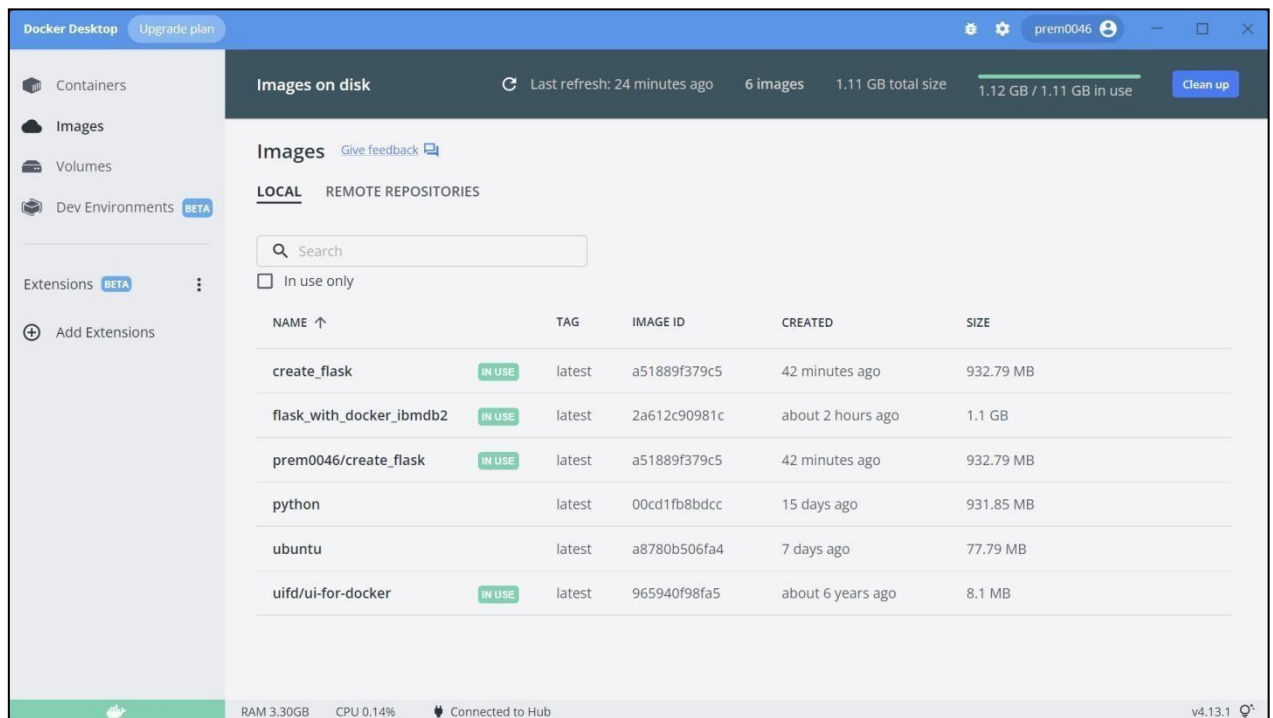 Docker Desktop Upgrade plan prem0046
Containers
Images
Volumes
Dev Environments BETA
Extensions BETA
Add Extensions
Images on disk Last refresh: 24 minutes ago 6 images 1.11 GB total size 1.12 GB / 1.11 GB in use Clean up
Images Give feedback
LOCAL REMOTE REPOSITORIES
Search
In use only
NAME TAG IMAGE ID CREATED SIZE
create_flask IN USE latest a51889f379c5 42 minutes ago 932.79 MB
flask_with_docker_ibmdb2 IN USE latest 2a612c90981c about 2 hours ago 1.1 GB
prem0046/create_flask IN USE latest a51889f379c5 42 minutes ago 932.79 MB
python latest 00cd1fb8bdcc 15 days ago 931.85 MB
ubuntu latest a8780b506fa4 7 days ago 77.79 MB
uifd/ui-for-docker IN USE latest 965940f98fa5 about 6 years ago 8.1 MB
RAM 3.30GB CPU 0.14% Connected to Hub v4.13.1